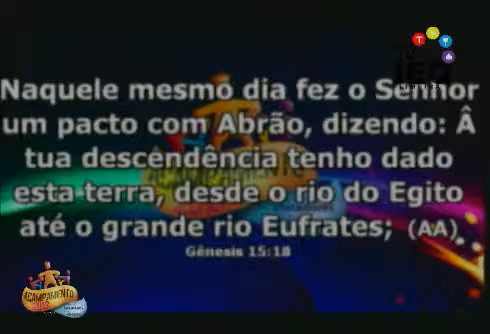 Naquele mesmo dia fez o Senhor
um pacto com Abrão, dizendo: Â
tua descendência tenho dado
esta terra, desde o rio do Egito
até o grande rio Eufrates; (AA)
Gênesis 15:18
ACAMPAMENTO